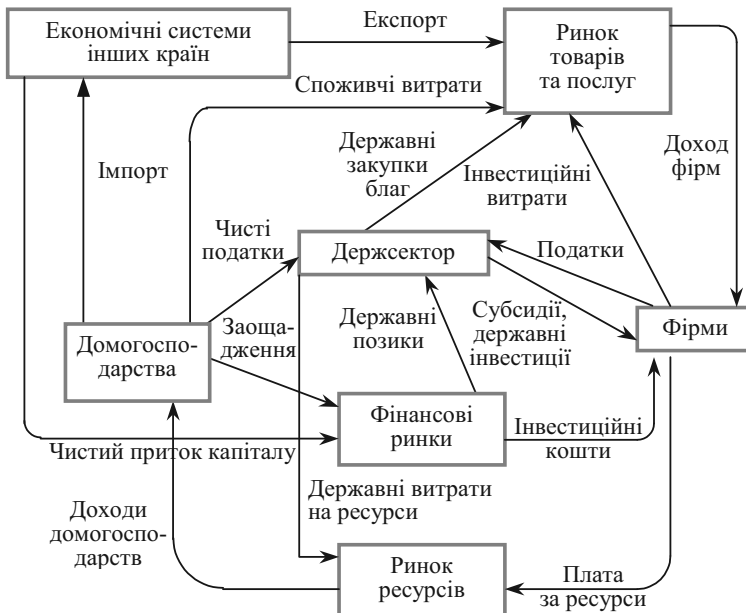 Економічні системи
інших країн
Експорт
Ринок
товарів
та послуг
Споживчі витрати
Державні
закупки
благ
Інвестиційні
витрати
Доход
фірм
Імпорт
Чисті
податки
Держсектор
Податки
Заоща-
дження
Державні
позики
Субсидії,
державні
інвестиції
Фірми
Домогоспо-
дарства
Фінансові
ринки
Інвестиційні
кошти
Чистий приток капіталу
Державні витрати
на ресурси
Доходи
домогоспо-
дарств
Ринок
ресурсів
Плата
за ресурси